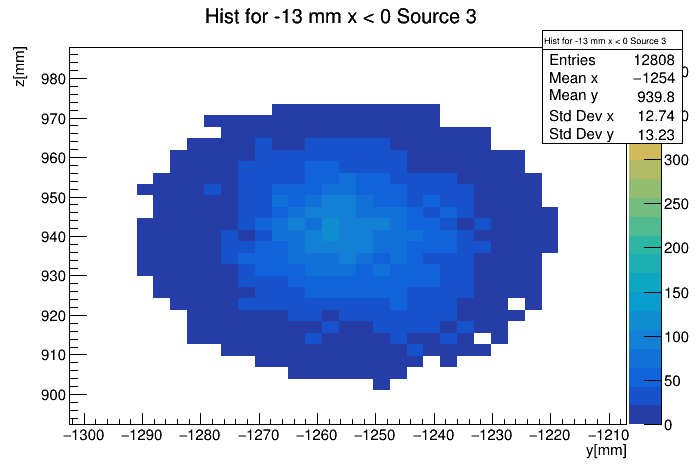 Hist for -13 mm x < 0 Source 3
z[mm]
Hist for -13 mm x < 0 Source 3
Entries 12808
Mean x −1254
Mean y 939.8
Std Dev x 12.74
Std Dev y 13.23
980
970
960
950
940
930
920
910
900
300
250
200
150
100
50
0
−1300 −1290 −1280 −1270 −1260 −1250 −1240 −1230 −1220 −1210
y[mm]